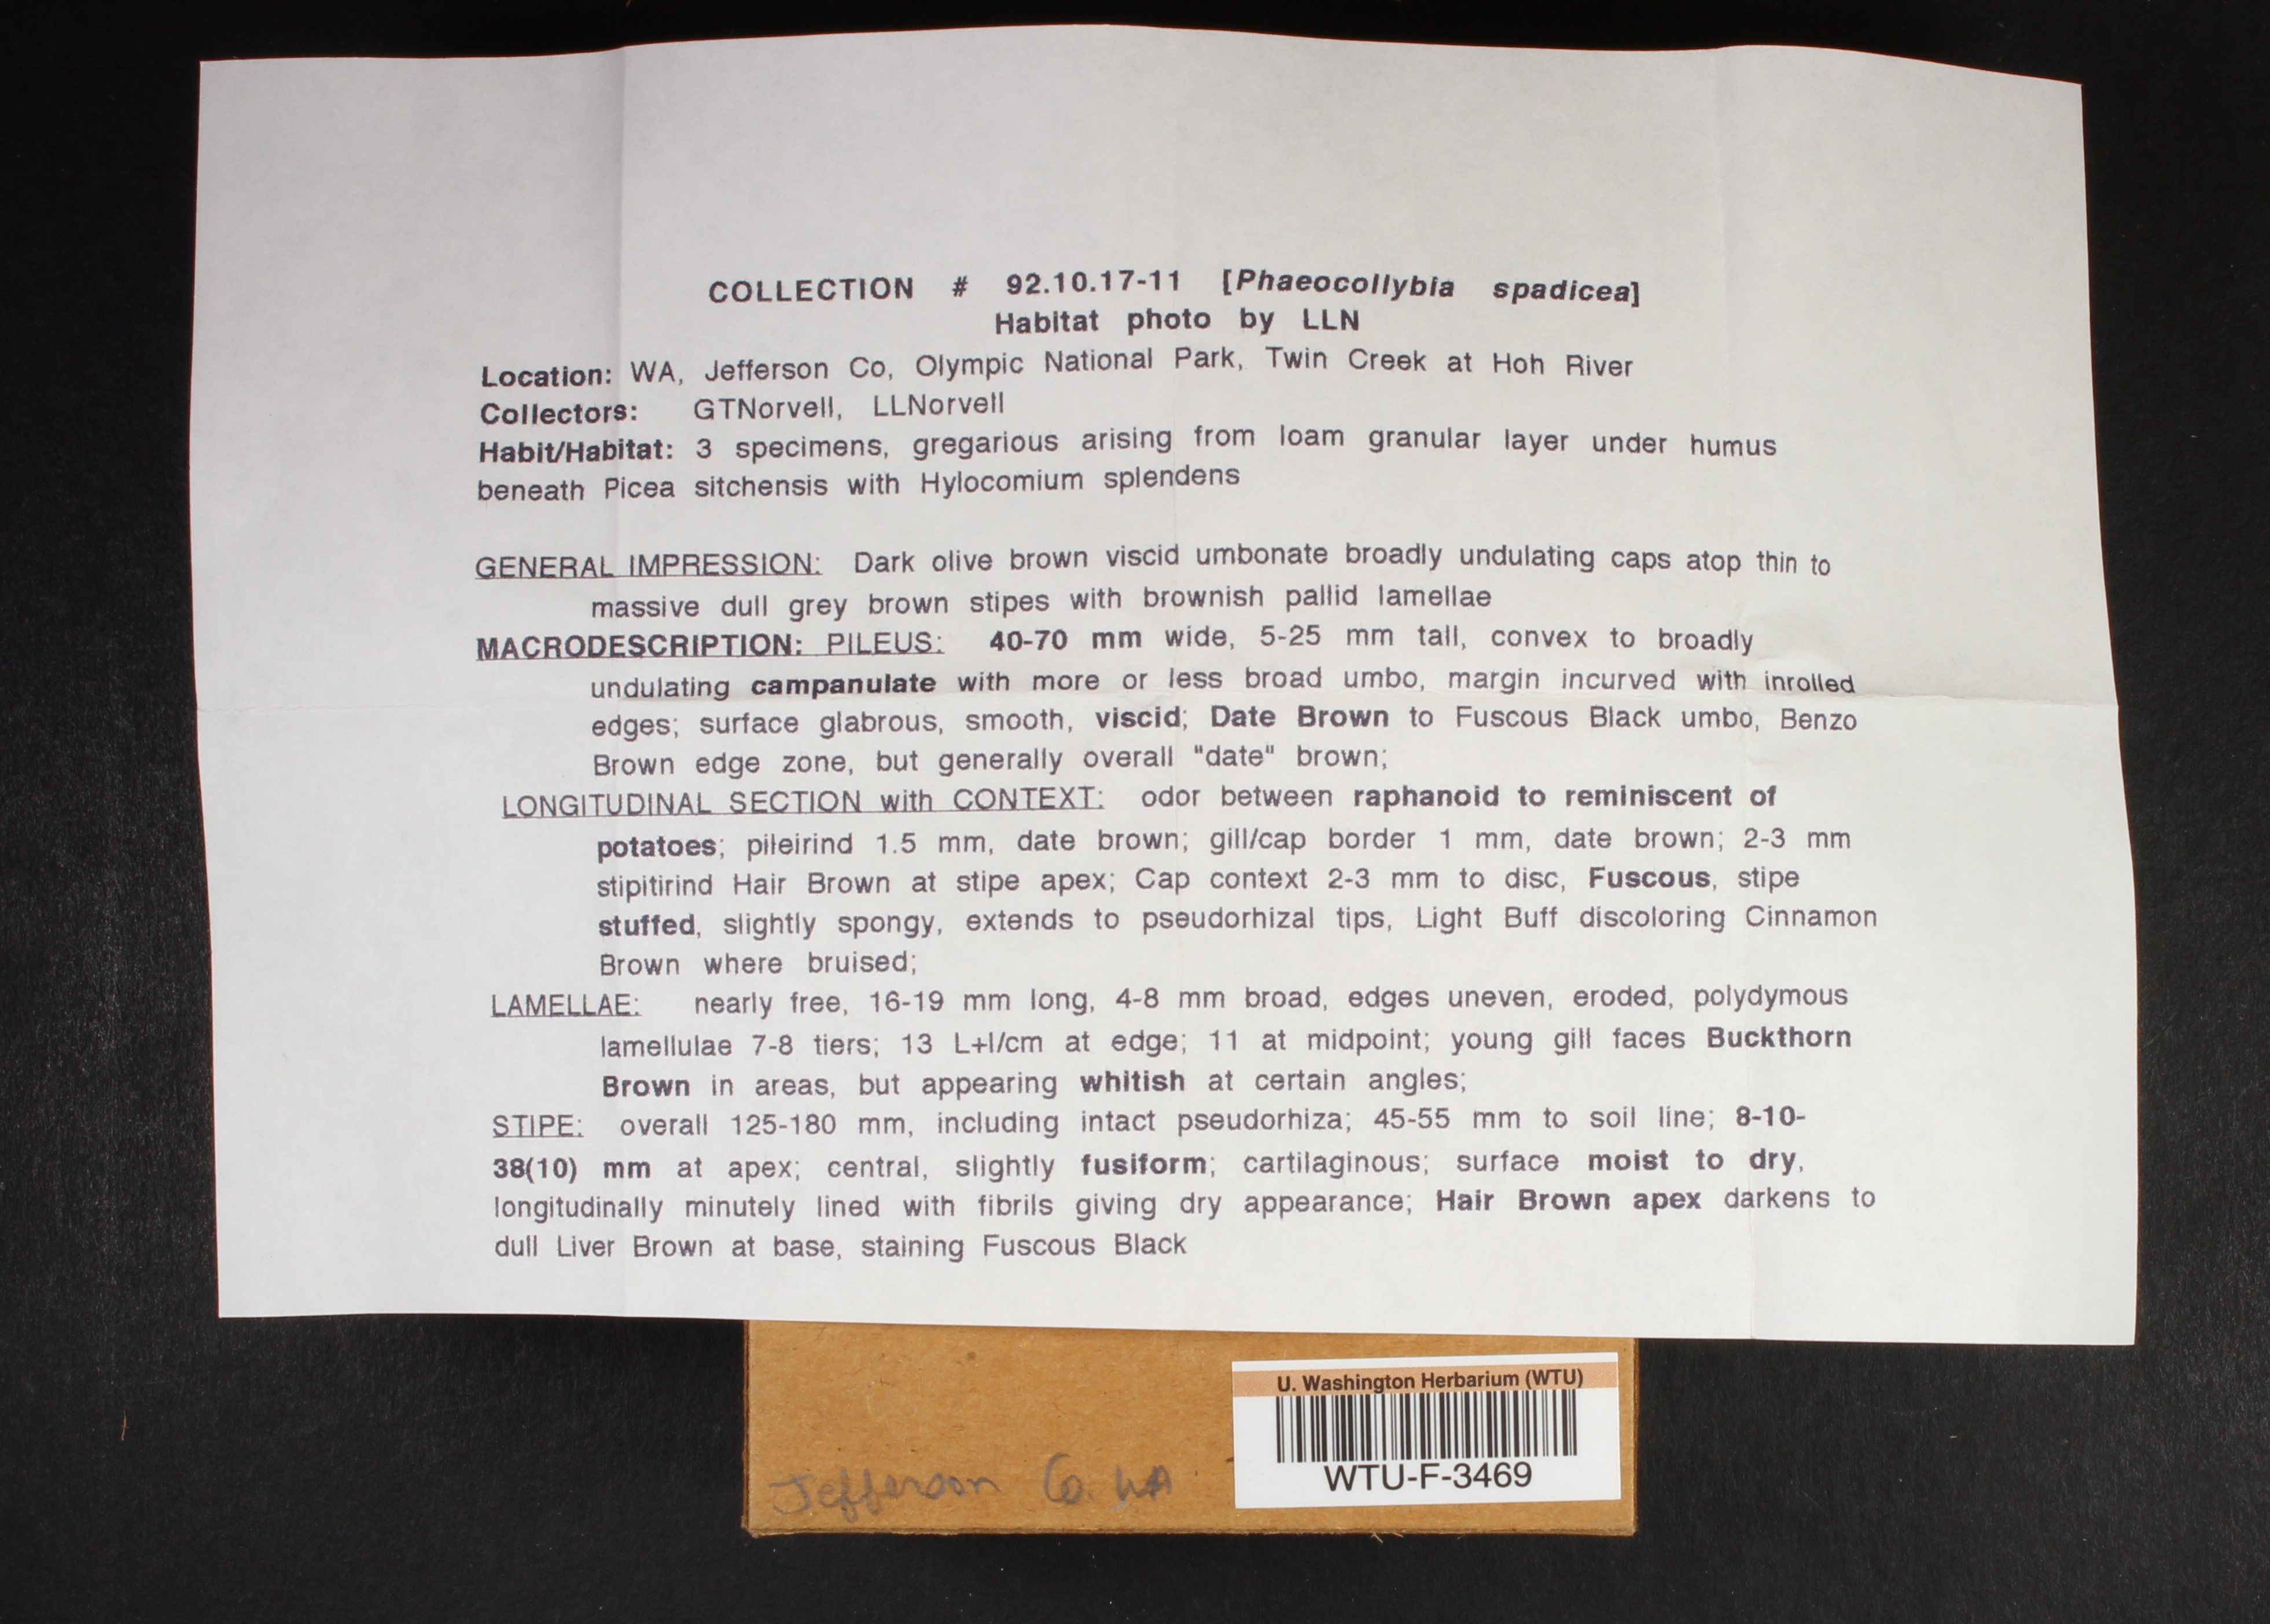 COLLECTION # 92.10.17-11 [Phaeocollybia spadicea]
Habitat photo by LLN
Location: WA, Jefferson Co, Olympic National Park, Twin Creek at Hoh River
Collectors: GTNorvell, LLNorvell
Habit/Habitat: 3 specimens, gregarious arising from loam granular layer under humus
beneath Picea sitchensis with Hylocomium splendens
GENERAL IMPRESSION: Dark olive brown viscid umbonate broadly undulating caps atop thin to
massive dull grey brown stipes with brownish pallid lamellae
MACRODESCRIPTION: PILEUS: 40-70 mm wide, 5-25 mm tall, convex to broadly
undulating campanulate with more or less broad umbo, margin incurved with inrolled
edges; surface glabrous, smooth, viscid; Date Brown to Fuscous Black umbo, Benzo
Brown edge zone, but generally overall "date" brown;
LONGITUDINAL SECTION with CONTEXT: odor between raphanoid to reminiscent of
potatoes; pileirind 1.5 mm, date brown; gill/cap border 1 mm, date brown; 2-3 mm
stipitirind Hair Brown at stipe apex; Cap context 2-3 mm to disc, Fuscous, stipe
stuffed, slightly spongy, extends to pseudorhizal tips, Light Buff discoloring Cinnamon
Brown where bruised;
LAMELLAE: nearly free, 16-19 mm long, 4-8 mm broad, edges uneven, eroded, polydymous
lamellulae 7-8 tiers; 13 L+l/cm at edge; 11 at midpoint; young gill faces Buckthorn
Brown in areas, but appearing whitish at certain angles;
STIPE: overall 125-180 mm, including intact pseudorhiza; 45-55 mm to soil line; 8-10-
38(10) mm at apex; central, slightly fusiform; cartilaginous; surface moist to dry,
longitudinally minutely lined with fibrils giving dry appearance; Hair Brown apex darkens to
dull Liver Brown at base, staining Fuscous Black
U. Washington Herbarium (WTU)
WTU-F-3469
Jefferson Co. WA